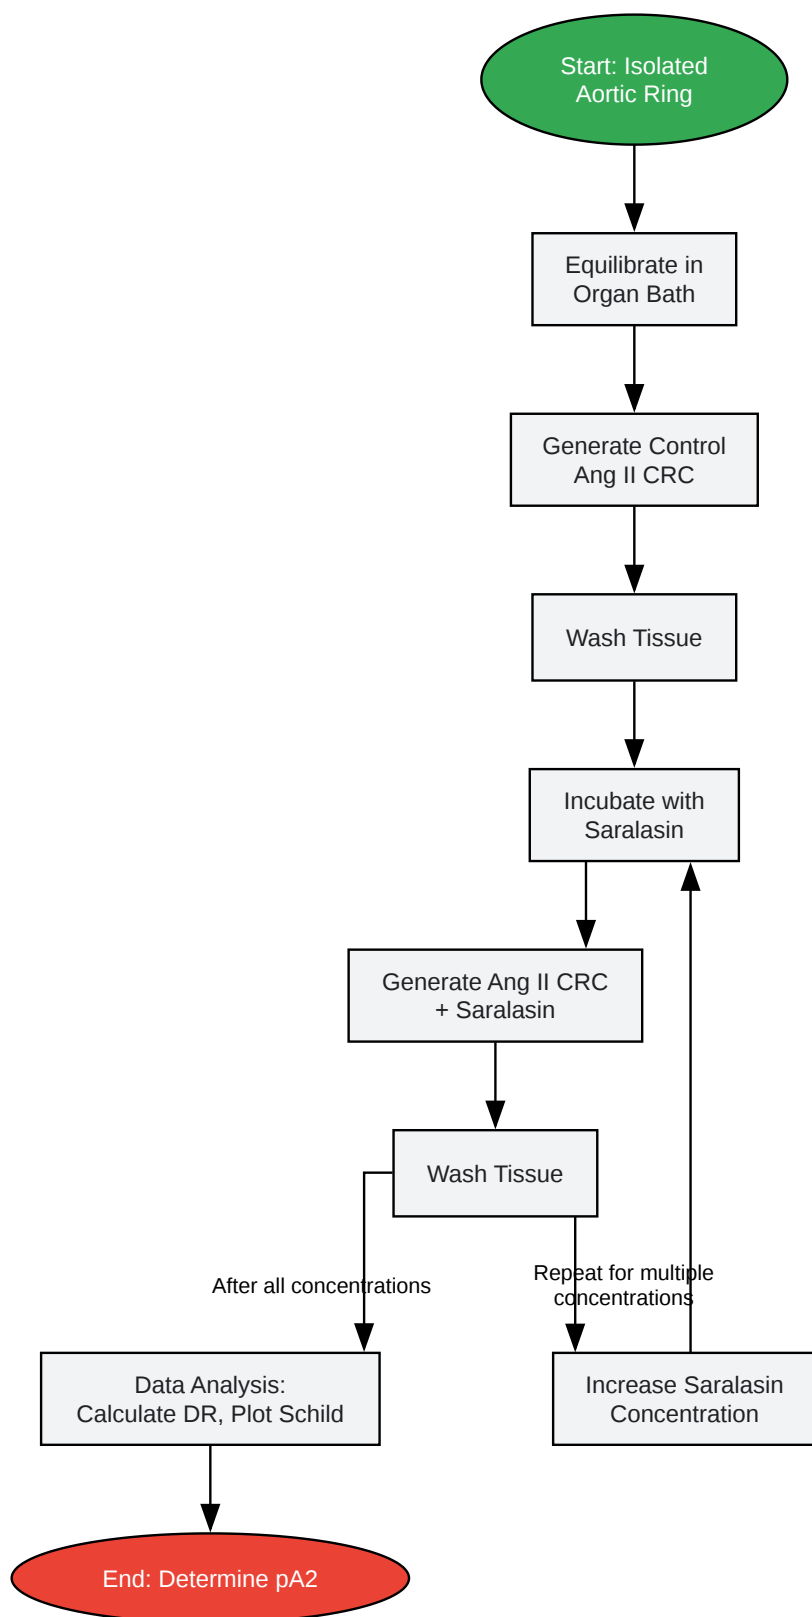 Start: Isolated
Aortic Ring
Equilibrate in
Organ Bath
Generate Control
Ang II CRC
Wash Tissue
Incubate with
Saralasin
Generate Ang II CRC
+ Saralasin
Wash Tissue
After all concentrations
Repeat for multiple
concentrations
Data Analysis:
Calculate DR, Plot Schild
Increase Saralasin
Concentration
End: Determine pA2